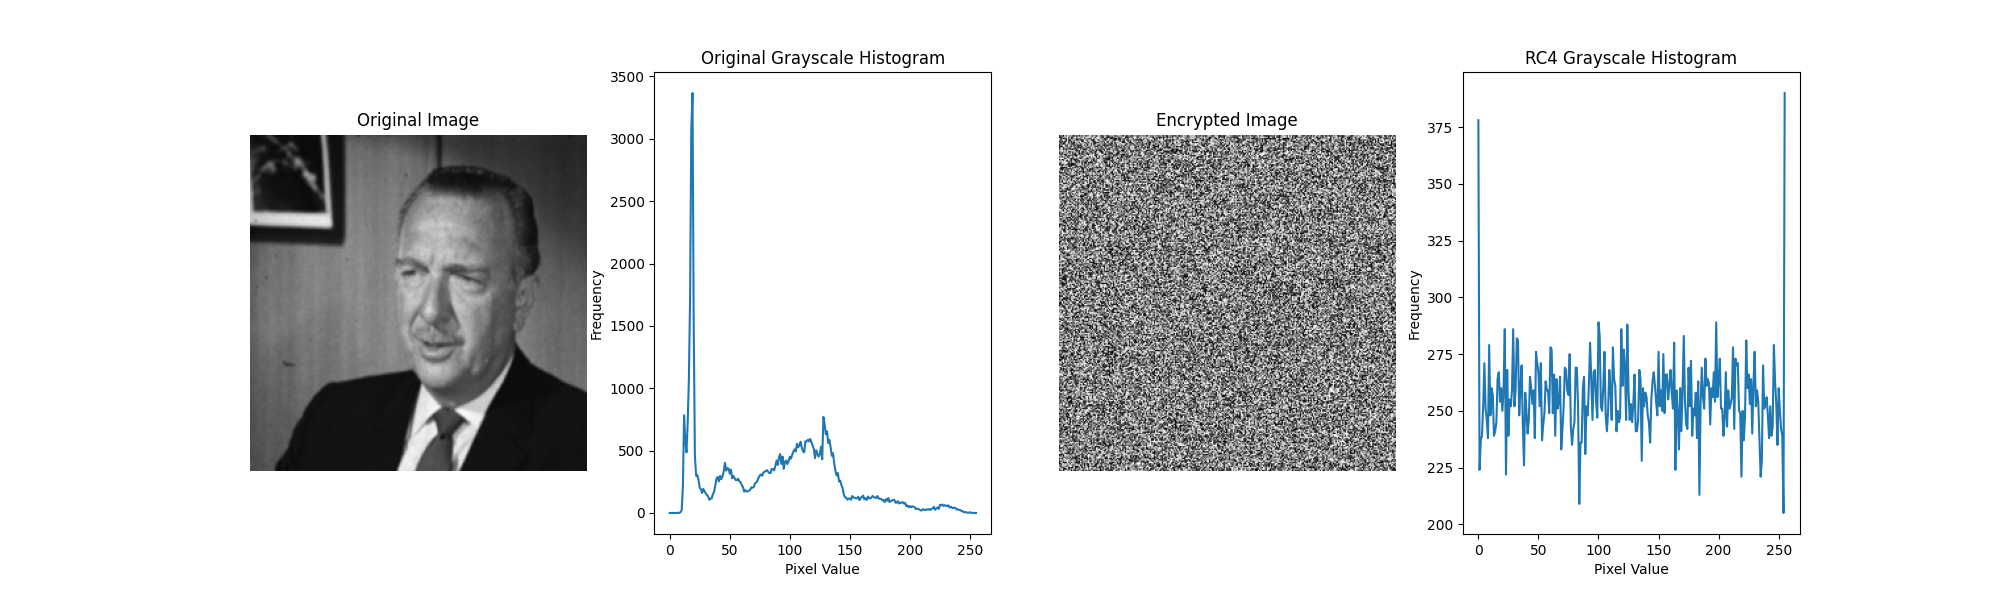 Original Image
Original Grayscale Histogram
Frequency
3500
3000
2500
2000
1500
1000
500
0
0 50 100 150 200 250
Pixel Value
Encrypted Image
RC4 Grayscale Histogram
Frequency
375
350
325
300
275
250
225
200
0 50 100 150 200 250
Pixel Value